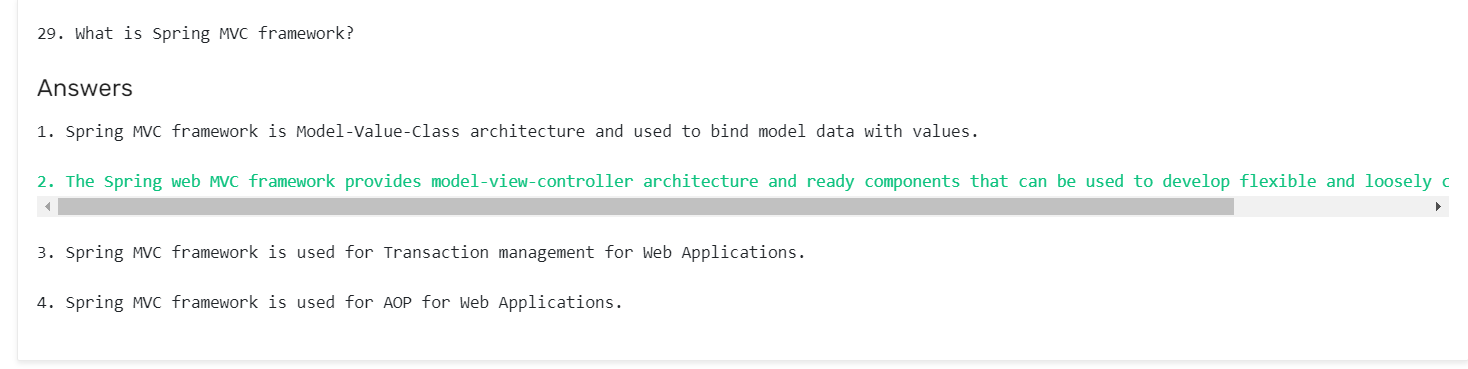 29. What is Spring MVC framework?
Answers
1. Spring MVC framework is Model-Value-Class architecture and used to bind model data with values.
2. The Spring web MVC framework provides model-view-controller architecture and ready components that can be used to develop flexible and loosely c
3. Spring MVC framework is used for Transaction management for Web Applications.
4. Spring MVC framework is used for AOP for Web Applications.